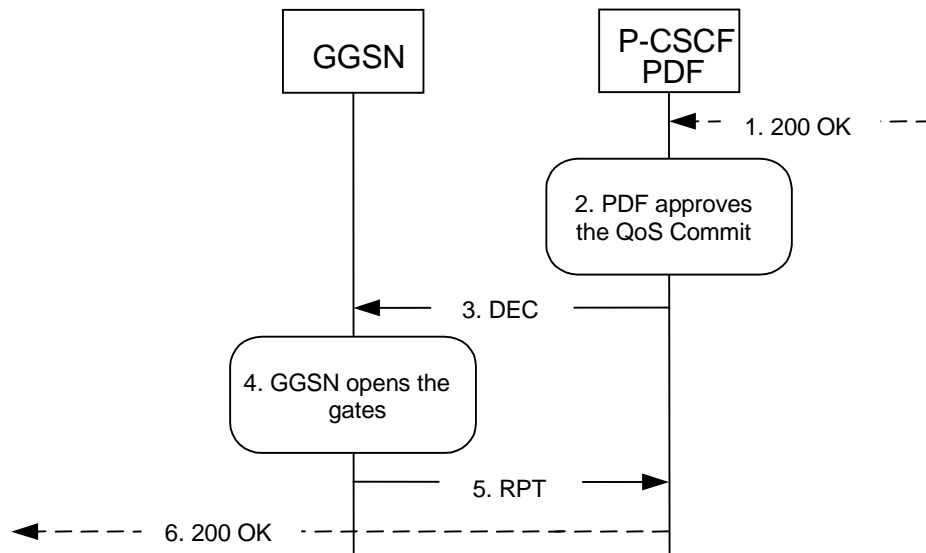 GGSN
P-CSCF
PDF
1. 200 OK
2. PDF approves
the QoS Commit
3. DEC
4. GGSN opens the
gates
5. RPT
6. 200 OK